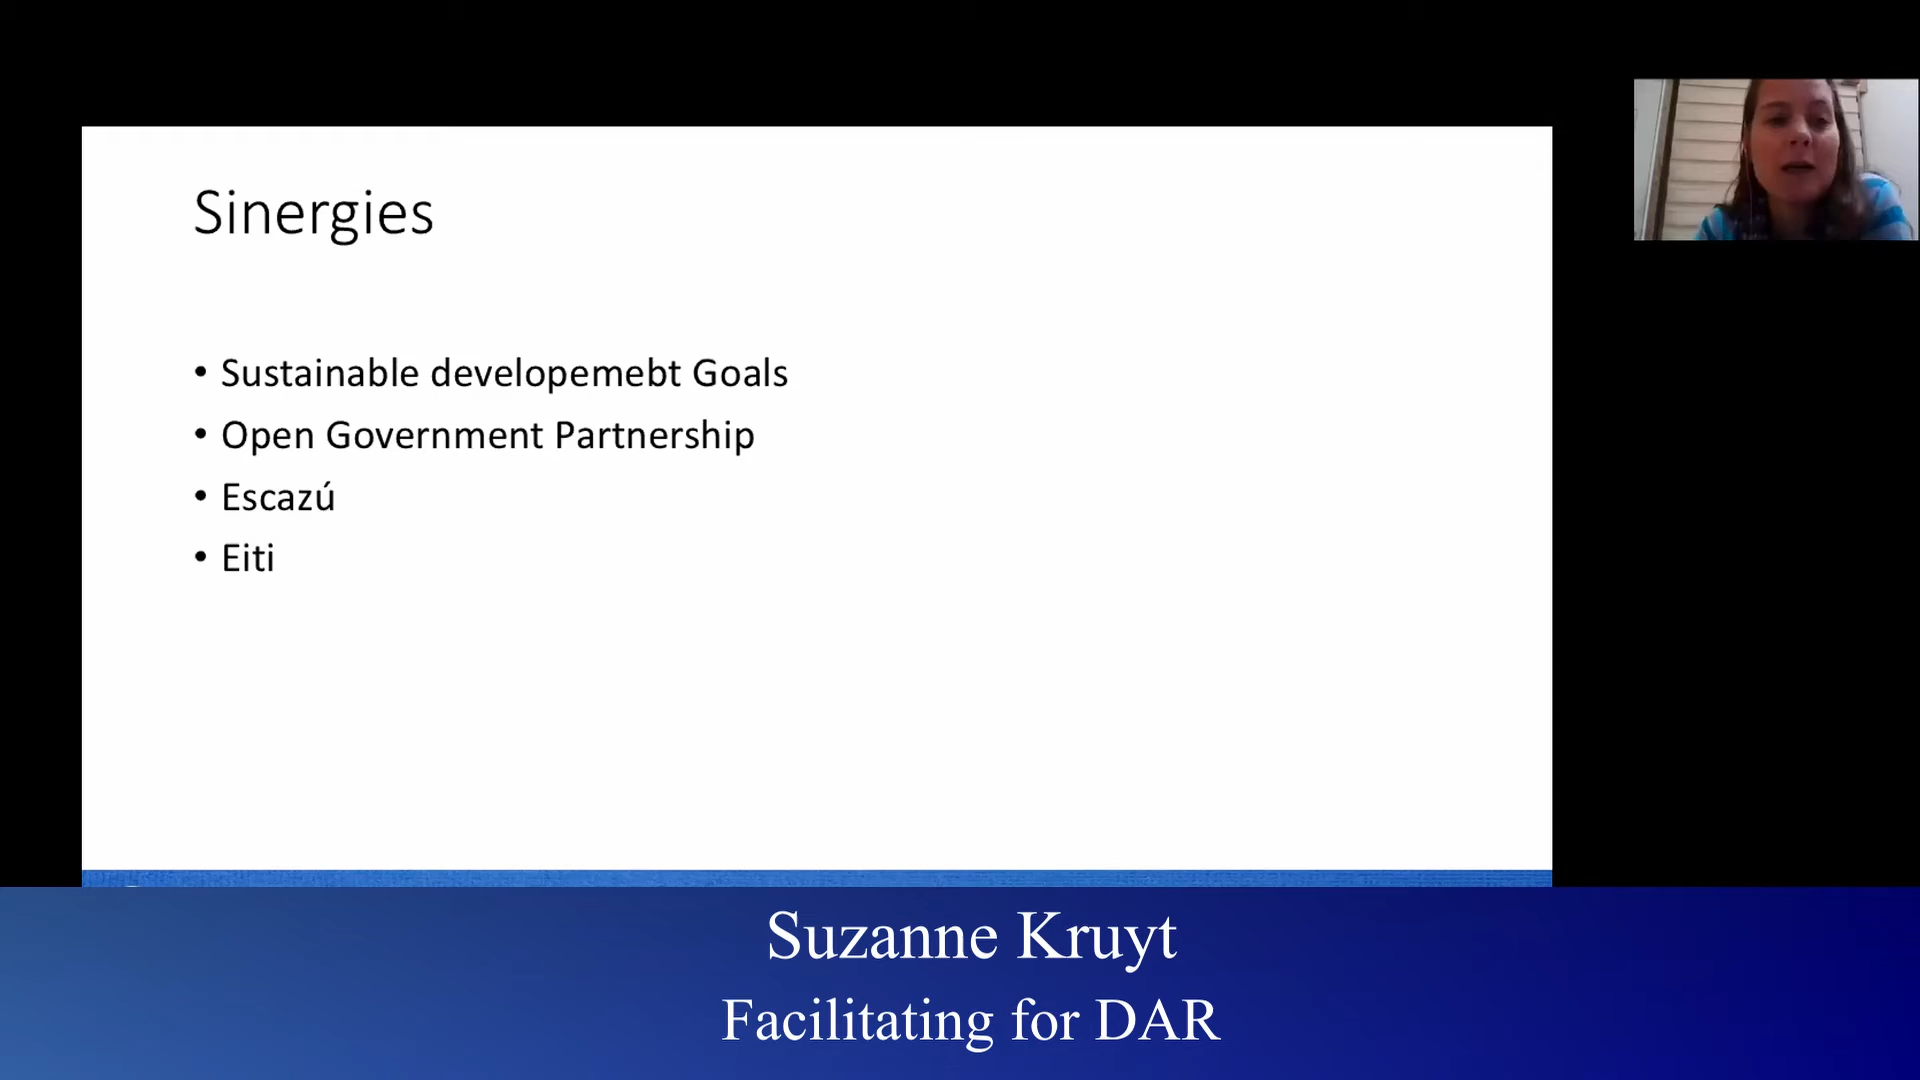 Sinergies
• Sustainable developemebt Goals
• Open Government Partnership
• Escazú
• Eiti
Suzanne Kruyt
Facilitating for DAR